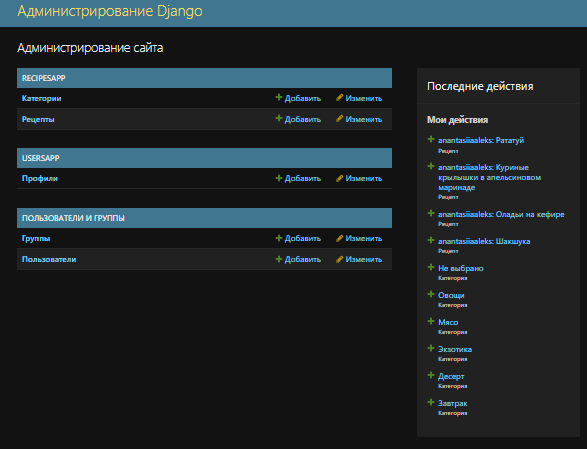 Администрирование Django
Администрирование сайта
RECIPESAPP
Категории Добавить Изменить
Рецепты Добавить Изменить
USERSAPP
Профили Добавить Изменить
ПОЛЬЗОВАТЕЛИ И ГРУППЫ
Группы Добавить Изменить
Пользователи Добавить Изменить
Последние действия
Мои действия
anantasiiaaleks: Рататуй
Рецепт
anantasiiaaleks: Куриные
крылышки в апельсиновом
маринаде
Рецепт
anantasiiaaleks: Оладьи на кефире
Рецепт
anantasiiaaleks: Шакшука
Рецепт
Не выбрано
Категория
Овощи
Категория
Мясо
Категория
Экзотика
Категория
Десерт
Категория
Завтрак
Категория